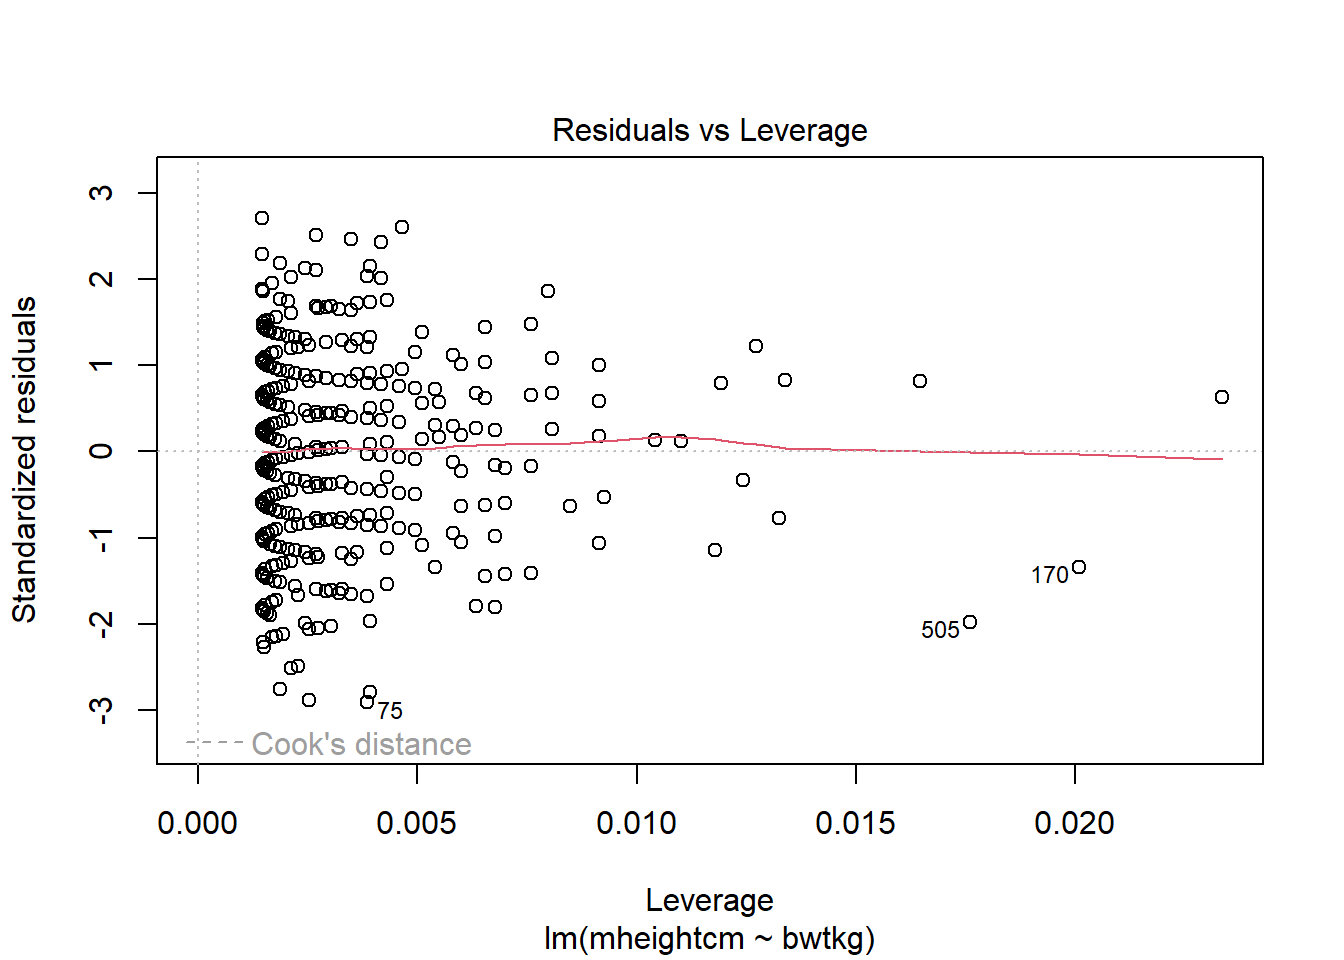 Residuals vs Leverage
Standardized residuals
3
2
1
0
-1
-2
-3
170
505
75
Cook's distance
0.000 0.005 0.010 0.015 0.020
Leverage
lm(mheightcm ~ bwtkg)